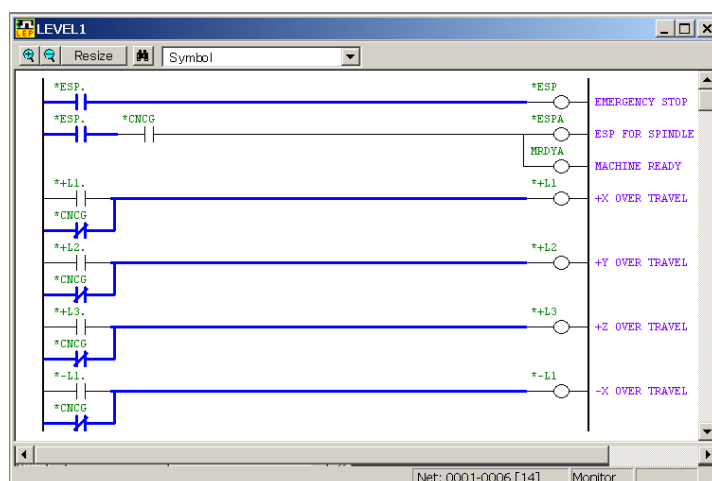 LEP LEVEL1
Resize Symbol
*ESP. *ESP
EMERGENCY STOP
*ESP. *CNCG *ESPA
ESP FOR SPINDLE
MRDYA
MACHINE READY
*+L1. *+L1
+X OVER TRAVEL
*CNCG
*+L2. *+L2
+Y OVER TRAVEL
*CNCG
*+L3. *+L3
+Z OVER TRAVEL
*CNCG
*-L1. *-L1
-X OVER TRAVEL
*CNCG
Net: 0001-0006 [14] Monitor